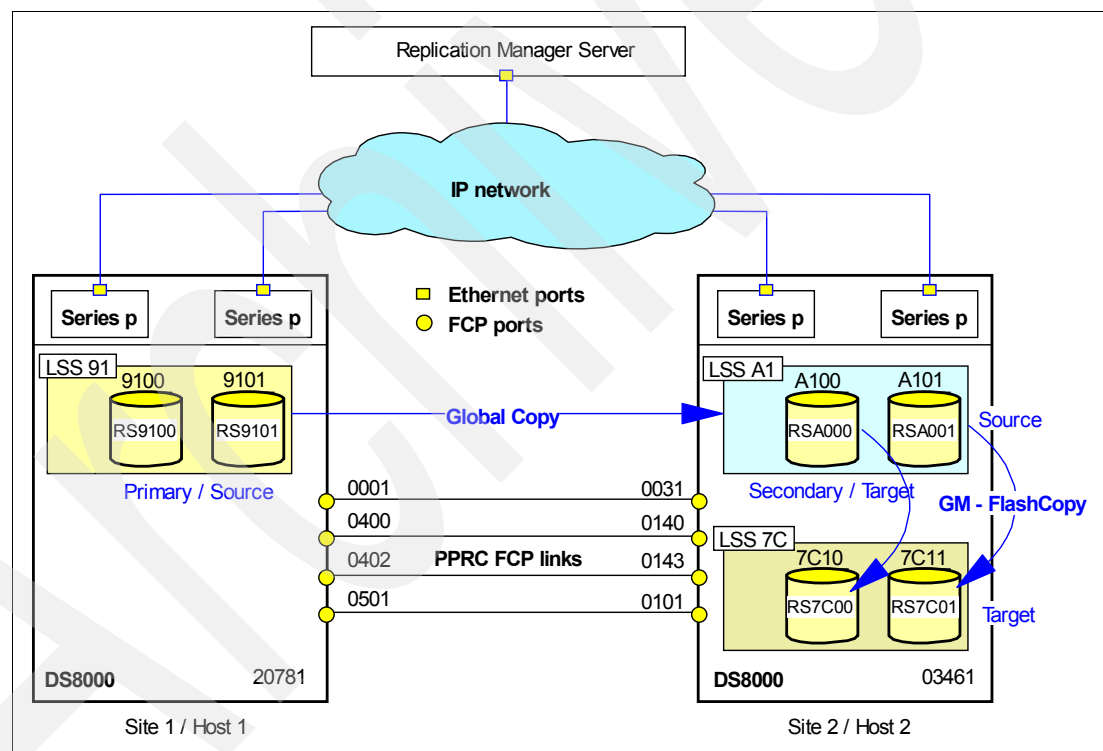 Replication Manager Server
IP network
Ethernet ports
FCP ports
Series p
Series p
Series p
Series p
LSS 91
9100
9101
RS9100
RS9101
Primary / Source
Global Copy
LSS A1
A100
A101
RSA000
RSA001
Source
Secondary / Target
GM - FlashCopy
LSS 7C
7C10
7C11
RS7C00
RS7C01
Target
0001
0031
0400
0140
0402
PPRC FCP links
0143
0501
0101
DS8000
20781
DS8000
03461
Site 1 / Host 1
Site 2 / Host 2